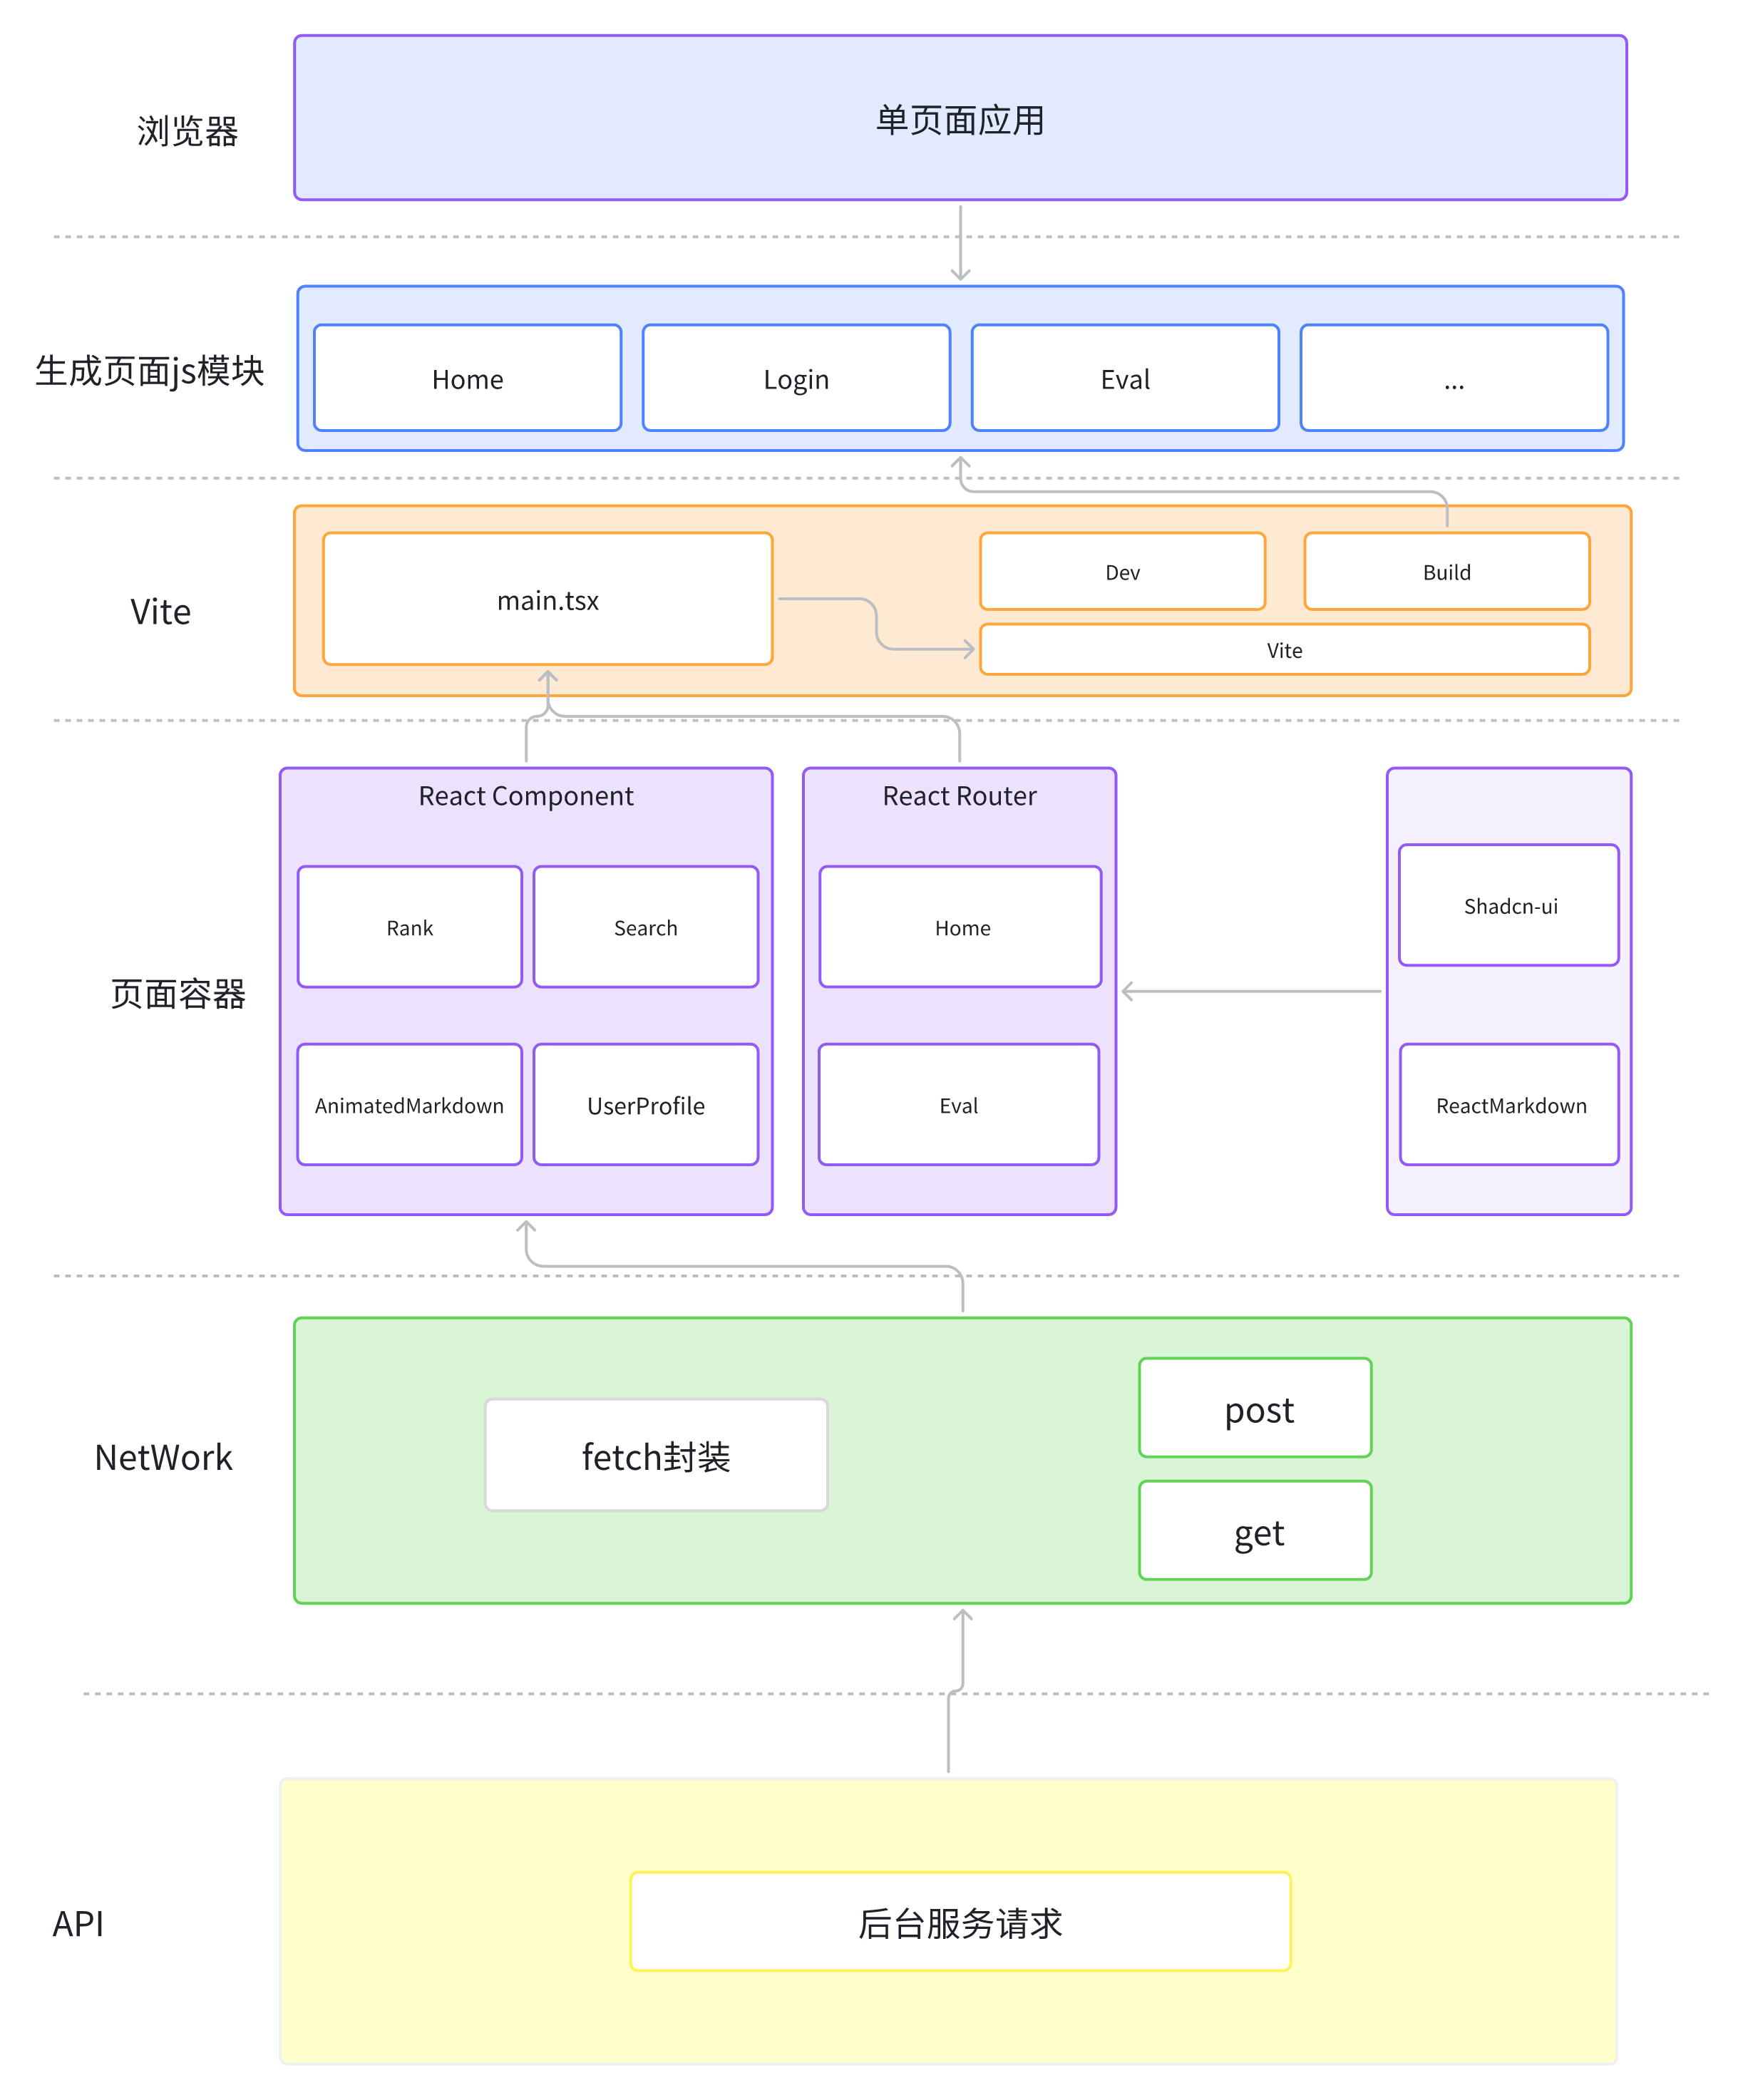 单页面应用
浏览器
生成页面js模块
Home
Login
Eval
...
Vite
main.tsx
Dev
Build
Vite
React Component
React Router
Rank
Search
Home
Shadcn-ui
页面容器
AnimatedMarkdown
UserProfile
Eval
ReactMarkdown
NetWork
fetch封装
post
get
API
后台服务请求